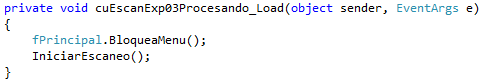 private void cuEscanExp03Procesando_Load(object sender, EventArgs e)
{
    fPrincipal.BloqueaMenu();
    IniciarEscaneo();
}